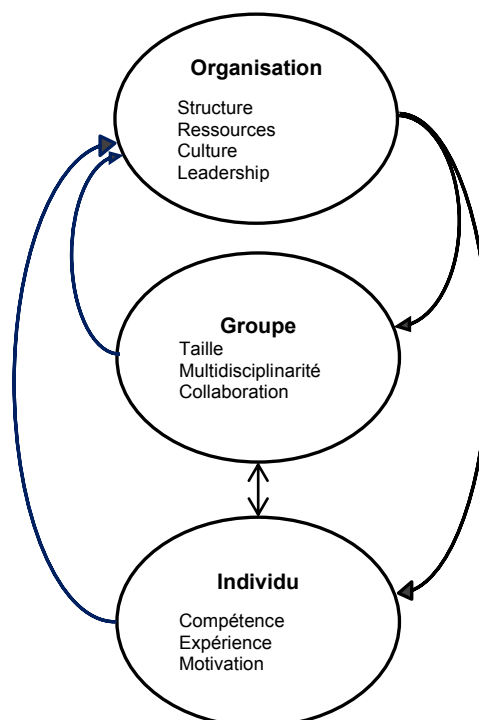 Organisation
Structure
Ressources
Culture
Leadership
Groupe
Taille
Multidisciplinarité
Collaboration
Individu
Compétence
Expérience
Motivation